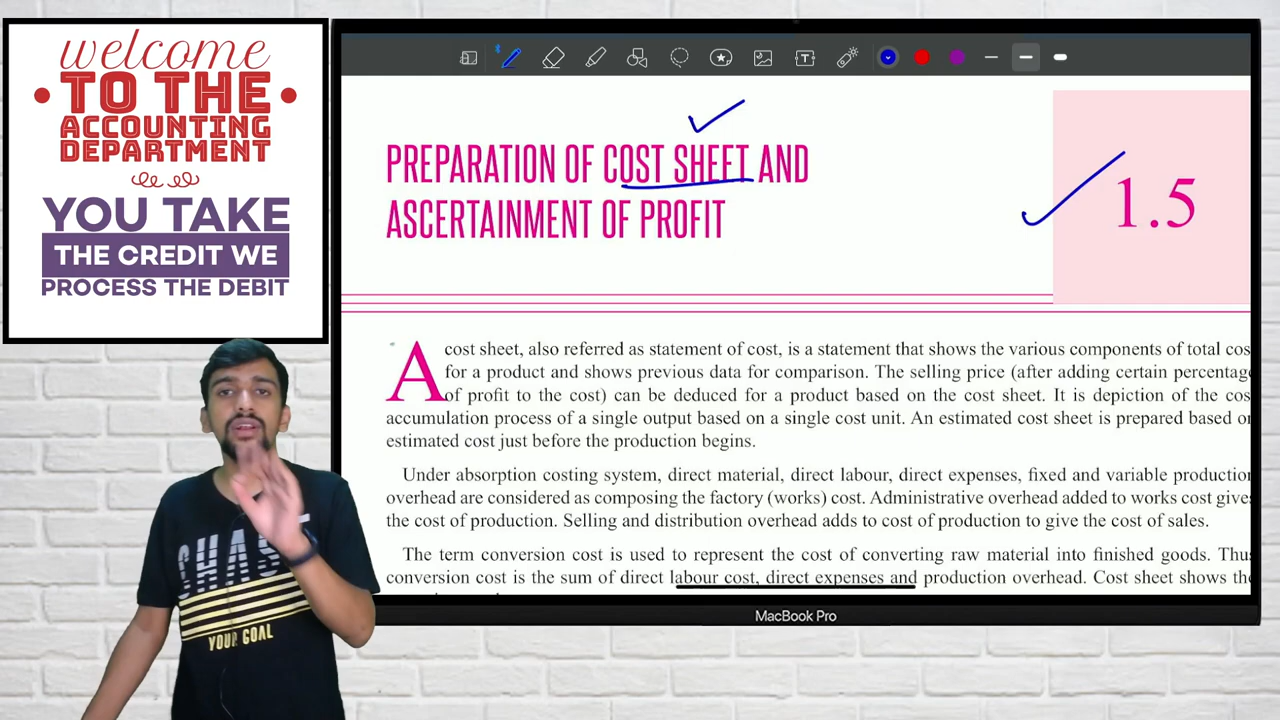 welcome
TO THE
ACCOUNTING
DEPARTMENT
YOU TAKE
THE CREDIT WE
PROCESS THE DEBIT
T
PREPARATION OF COST SHEET AND
ASCERTAINMENT OF PROFIT
1.5
A cost sheet, also referred as statement of cost, is a statement that shows the various components of total cos
for a product and shows previous data for comparison. The selling price (after adding certain percentage
of profit to the cost) can be deduced for a product based on the cost sheet. It is depiction of the cos
accumulation process of a single output based on a single cost unit. An estimated cost sheet is prepared based on
estimated cost just before the production begins.
Under absorption costing system, direct material, direct labour, direct expenses, fixed and variable production
overhead are considered as composing the factory (works) cost. Administrative overhead added to works cost gives
the cost of production. Selling and distribution overhead adds to cost of production to give the cost of sales.
The term conversion cost is used to represent the cost of converting raw material into finished goods. Thu
conversion cost is the sum of direct labour cost, direct expenses and production overhead. Cost sheet shows the
MacBook Pro
CHAS
YOUR GOAL